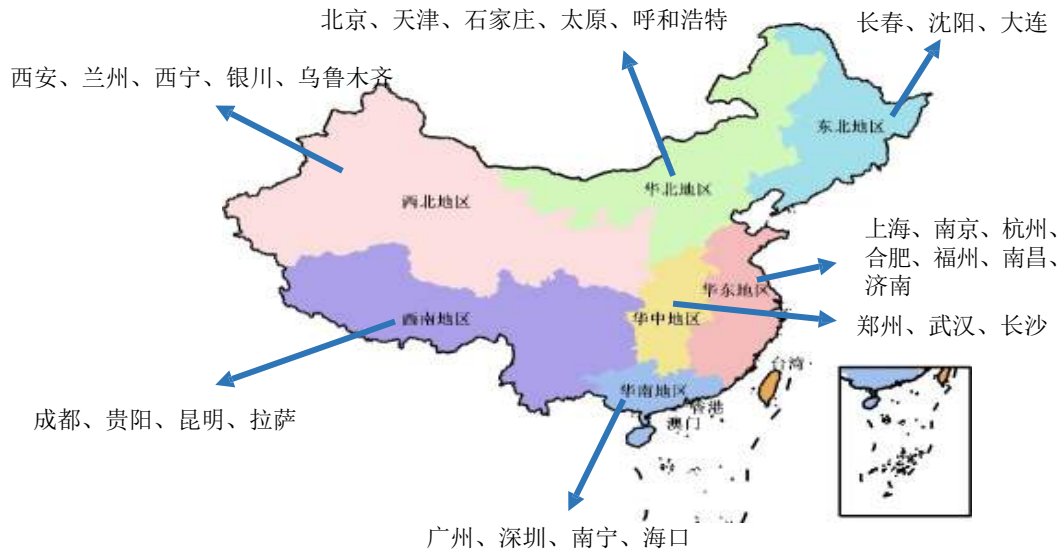 北京、天津、石家庄、太原、呼和浩特
长春、沈阳、大连
西安、兰州、西宁、银川、乌鲁木齐
东北地区
华北地区
西北地区
上海、南京、杭州、
合肥、福州、南昌、
济南
华东地区
西南地区
华中地区
郑州、武汉、长沙
台湾
华南地区
香港
澳门
成都、贵阳、昆明、拉萨
广州、深圳、南宁、海口